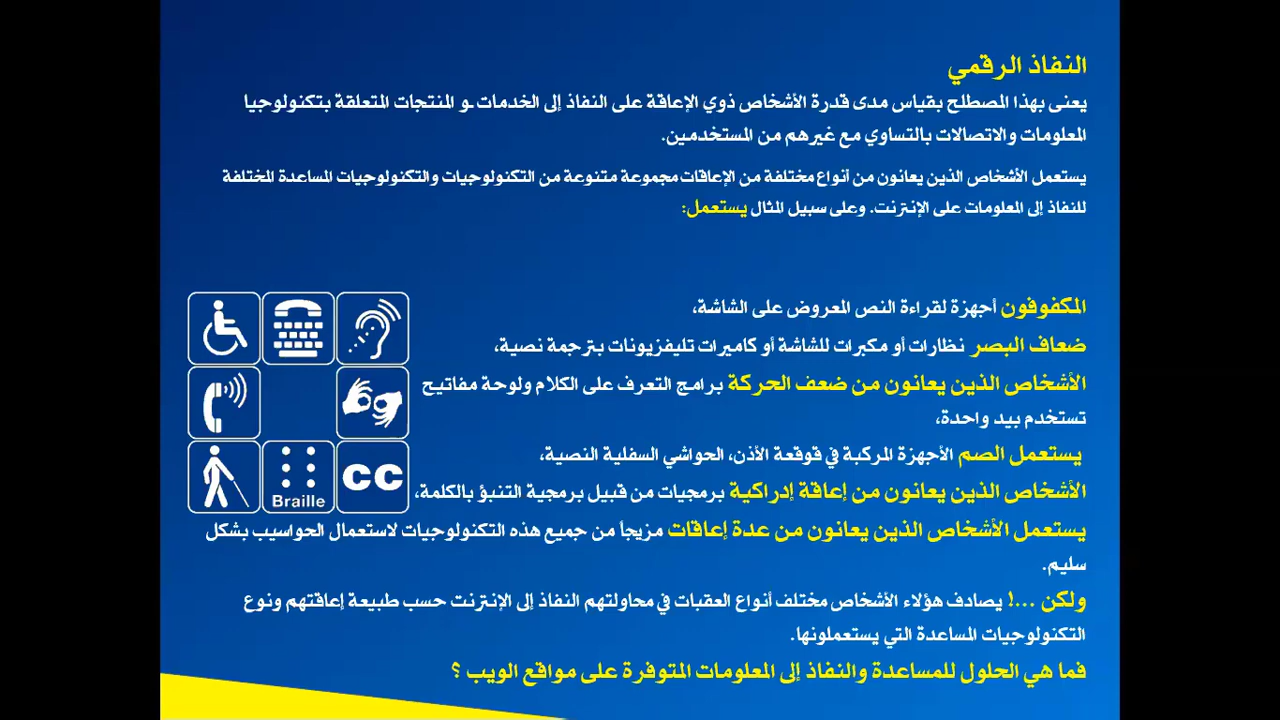 النفاذ الرقمي
يعنى بهذا المصطلح بقياس مدى قدرة الأشخاص ذوي الإعاقة على النفاذ إلى الخدمات و المنتجات المتعلقة بتكنولوجيا
المعلومات والاتصالات بالتساوي مع غيرهم من المستخدمين.
يستعمل الأشخاص الذين يعانون من أنواع مختلفة من الإعاقات مجموعة متنوعة من التكنولوجيات والتكنولوجيات المساعدة المختلفة
للنفاذ إلى المعلومات على الإنترنت. وعلى سبيل المثال يستعمل:
المكفوفون أجهزة لقراءة النص المعروض على الشاشة،
ضعاف البصر نظارات أو مكبرات للشاشة أو كاميرات تليفزيونات بترجمة نصية،
الأشخاص الذين يعانون من ضعف الحركة برامج التعرف على الكلام ولوحة مفاتيح
تستخدم بيد واحدة،
يستعمل الصم الأجهزة المركبة في قوقعة الأذن، الحواشي السفلية النصية،
الأشخاص الذين يعانون من إعاقة إدراكية برمجيات من قبيل برمجية التنبؤ بالكلمة،
يستعمل الأشخاص الذين يعانون من عدة إعاقات مزيجاً من جميع هذه التكنولوجيات لاستعمال الحواسيب بشكل
سليم.
ولكن ...! يصادف هؤلاء الأشخاص مختلف أنواع العقبات في محاولتهم النفاذ إلى الإنترنت حسب طبيعة إعاقتهم ونوع
التكنولوجيات المساعدة التي يستعملونها.
فما هي الحلول للمساعدة والنفاذ إلى المعلومات المتوفرة على مواقع الويب ؟
CC
Braille